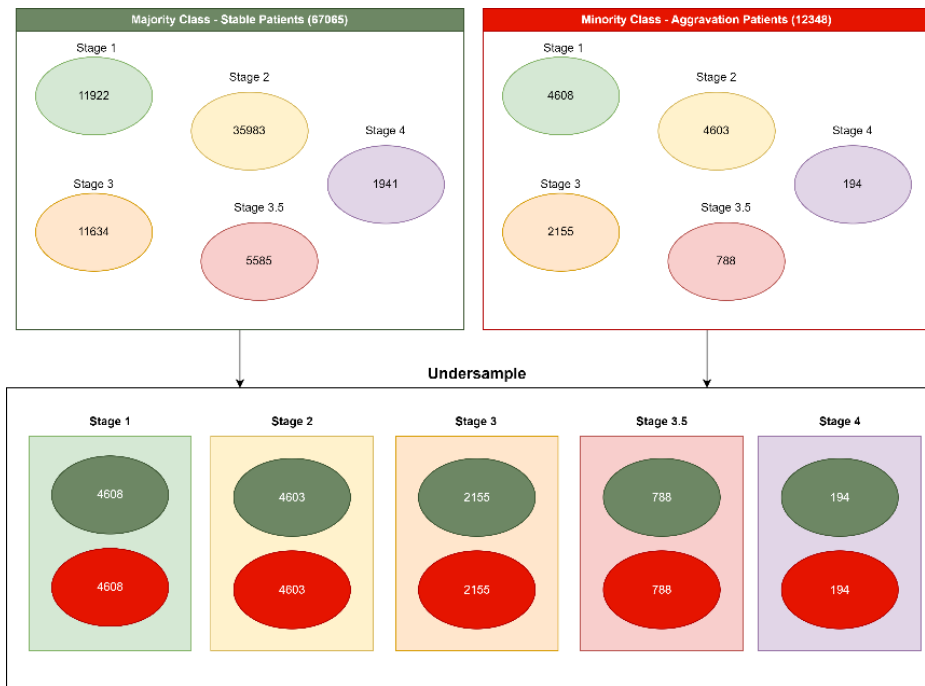 Majority Class - Stable Patients (67065)
Stage 1
11922
Stage 2
35983
Stage 4
1941
Stage 3
11634
Stage 3.5
5585
Minority Class - Aggravation Patients (12348)
Stage 1
4608
Stage 2
4603
Stage 4
194
Stage 3
2155
Stage 3.5
788
Undersample
Stage 1
4608
4608
Stage 2
4603
4603
Stage 3
2155
2155
Stage 3.5
788
788
Stage 4
194
194